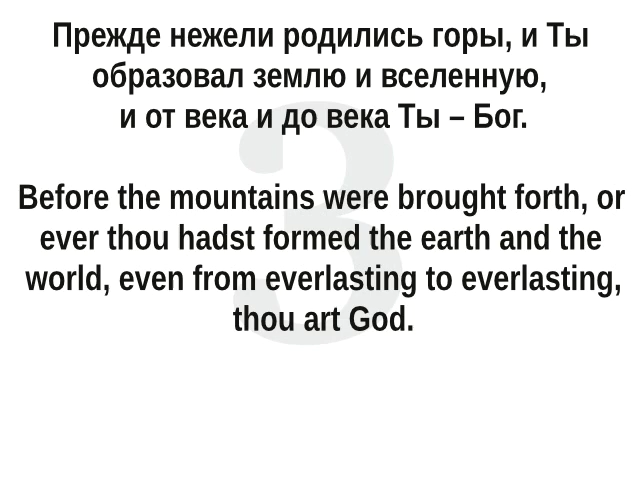 Прежде нежели родились горы, и Ты
образовал землю и вселенную,
и от века и до века Ты – Бог.
Before the mountains were brought forth, or
ever thou hadst formed the earth and the
world, even from everlasting to everlasting,
thou art God.
3